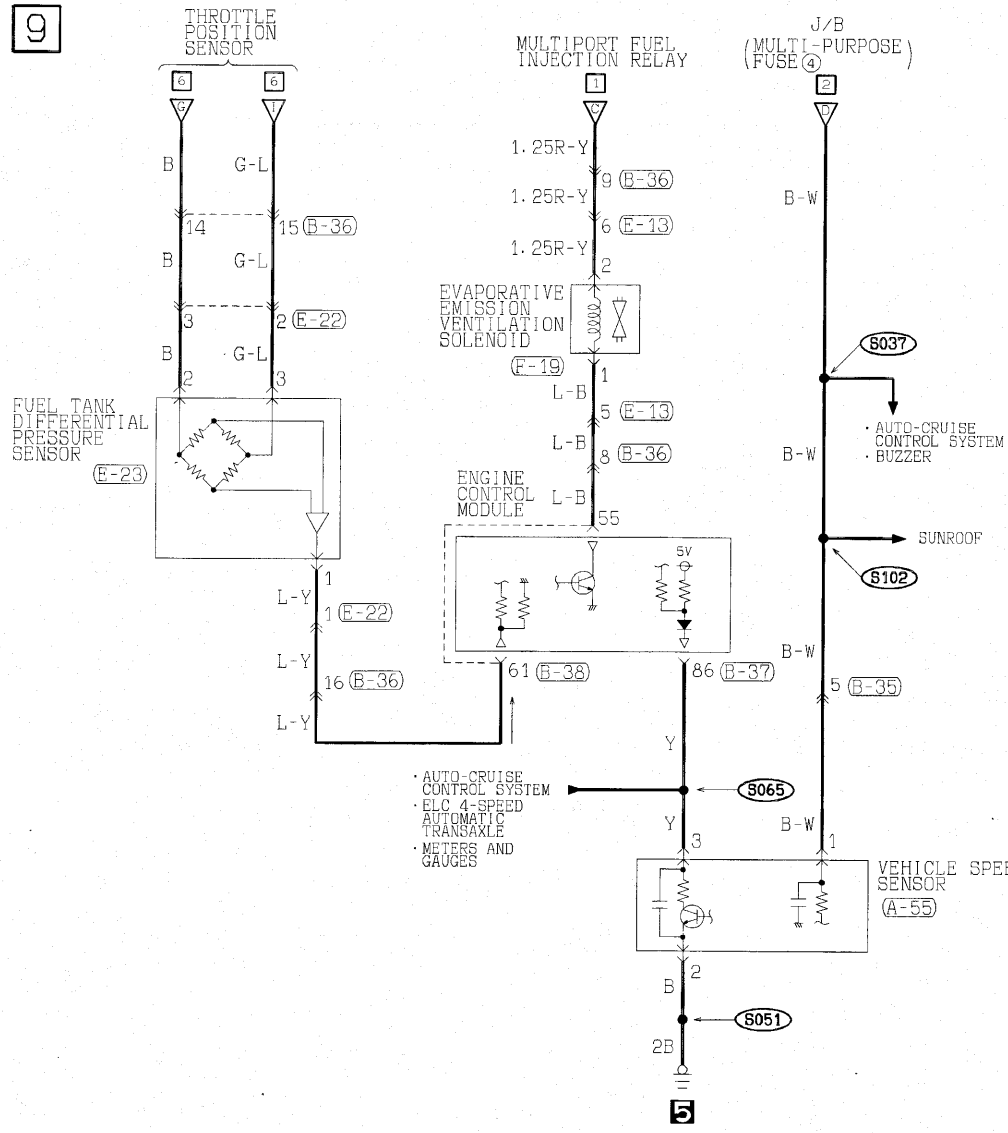 9
THROTTLE
POSITION
SENSOR
6
6
G
I
MULTIPORT FUEL
INJECTION RELAY
1
C
J/B
(MULTI-PURPOSE
FUSE④)
2
D
B
G-L
14
15 (B-36)
B
G-L
3
2 (E-22)
B
G-L
2
3
1.25R-Y
9 (B-36)
1.25R-Y
6 (E-13)
1.25R-Y
2
EVAPORATIVE
EMISSION
VENTILATION
SOLENOID
(F-19)
1
L-B
5 (E-13)
L-B
8 (B-36)
L-B
55
B-W
S037
· AUTO-CRUISE
CONTROL SYSTEM
· BUZZER
B-W
SUNROOF
S102
B-W
5 (B-35)
B-W
1
FUEL TANK
DIFFERENTIAL
PRESSURE
SENSOR
(E-23)
1
L-Y
1 (E-22)
L-Y
16 (B-36)
L-Y
ENGINE
CONTROL
MODULE
5V
61 (B-38)
86 (B-37)
Y
· AUTO-CRUISE
CONTROL SYSTEM
· ELC 4-SPEED
AUTOMATIC
TRANSAXLE
· METERS AND
GAUGES
S065
Y
3
VEHICLE SPEE
SENSOR
(A-55)
2
B
S051
2B
5